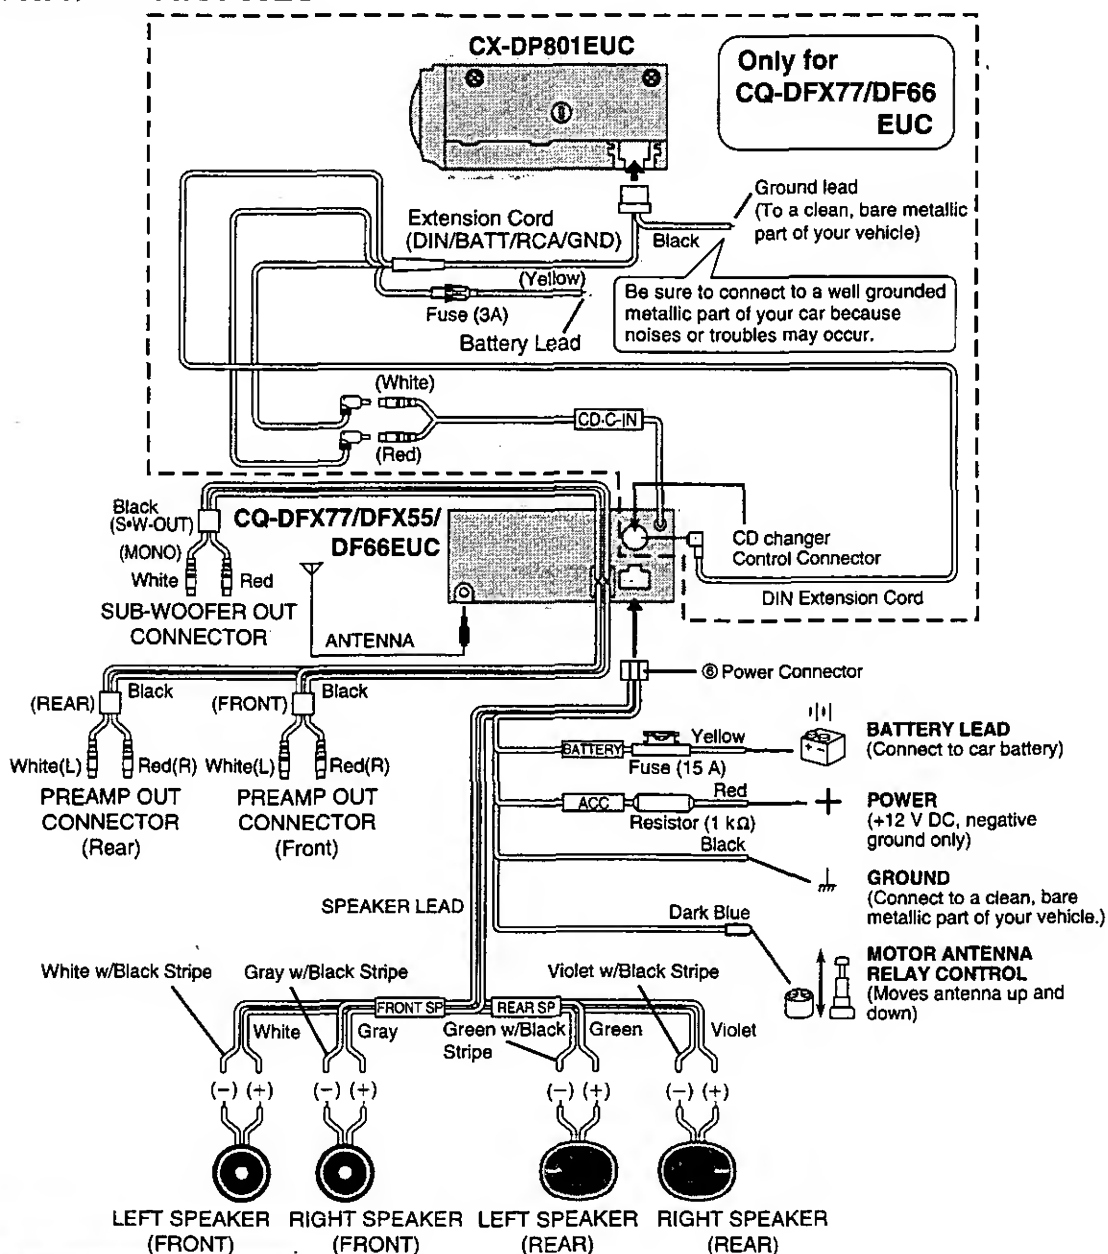 CX-DP801EUC
Only for
CQ-DFX77/DF66
EUC
Ground lead
(To a clean, bare metallic
part of your vehicle)
Extension Cord
(DIN/BATT/RCA/GND)
Black
(Yellow)
Fuse (3A)
Battery Lead
Be sure to connect to a well grounded
metallic part of your car because
noises or troubles may occur.
(White)
CD·C-IN
(Red)
Black
(S•W-OUT)
(MONO)
White
Red
SUB-WOOFER OUT
CONNECTOR
CQ-DFX77/DFX55/
DF66EUC
CD changer
Control Connector
DIN Extension Cord
ANTENNA
⑥ Power Connector
(REAR)
Black
(FRONT)
Black
White(L)
Red(R)
White(L)
Red(R)
PREAMP OUT
CONNECTOR
(Rear)
PREAMP OUT
CONNECTOR
(Front)
BATTERY
Yellow
Fuse (15 A)
BATTERY LEAD
(Connect to car battery)
ACC
Red
Resistor (1 kΩ)
POWER
(+12 V DC, negative
ground only)
Black
GROUND
(Connect to a clean, bare
metallic part of your vehicle.)
SPEAKER LEAD
Dark Blue
MOTOR ANTENNA
RELAY CONTROL
(Moves antenna up and
down)
White w/Black Stripe
Gray w/Black Stripe
Violet w/Black Stripe
FRONT SP
REAR SP
White
Gray
Green w/Black
Stripe
Green
Violet
(−) (+)
(−) (+)
(−) (+)
(−) (+)
LEFT SPEAKER
(FRONT)
RIGHT SPEAKER
(FRONT)
LEFT SPEAKER
(REAR)
RIGHT SPEAKER
(REAR)